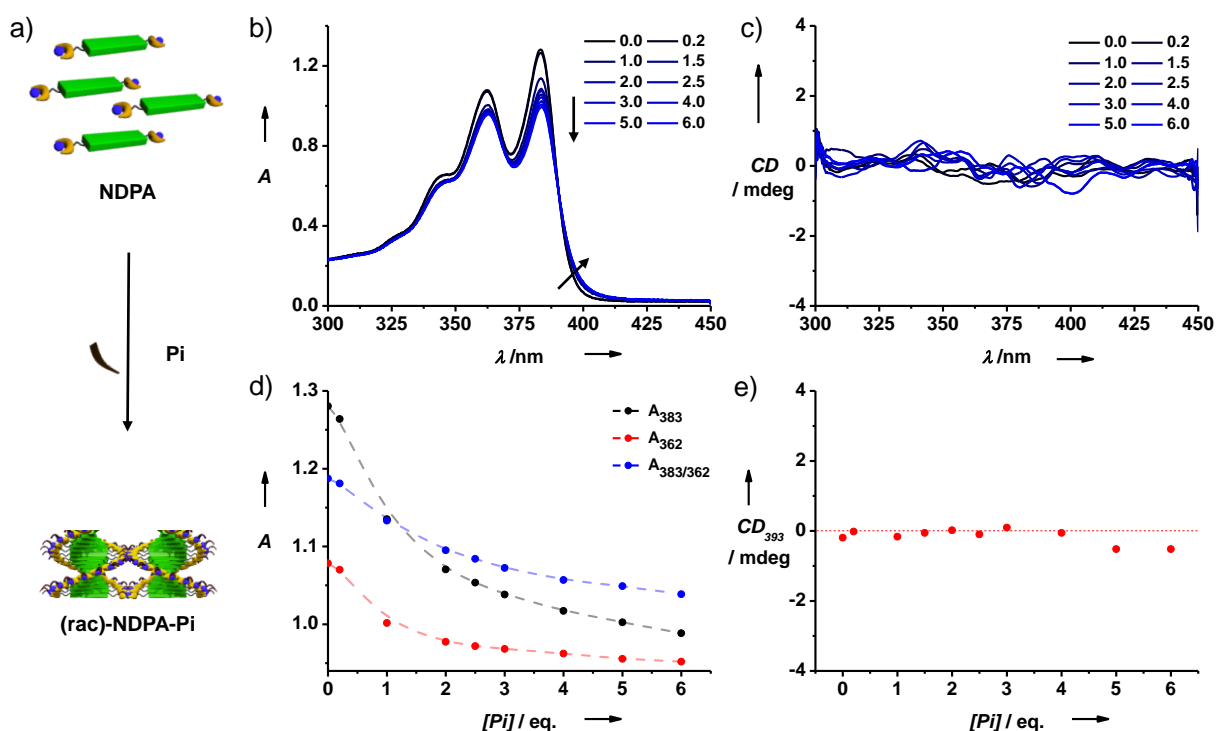 a)
NDPA
Pi
(rac)-NDPA-Pi
b)
0.0 0.2
1.0 1.5
2.0 2.5
3.0 4.0
5.0 6.0
1.2
0.8
0.4
0.0
A
300 325 350 375 400 425 450
λ /nm
c)
0.0 0.2
1.0 1.5
2.0 2.5
3.0 4.0
5.0 6.0
4
2
0
-2
-4
CD
/ mdeg
300 325 350 375 400 425 450
λ /nm
d)
A383
A362
A383/362
1.3
1.2
1.1
1.0
A
0 1 2 3 4 5 6
[Pi] / eq.
e)
4
2
0
-2
-4
CD393
/ mdeg
0 1 2 3 4 5 6
[Pi] / eq.